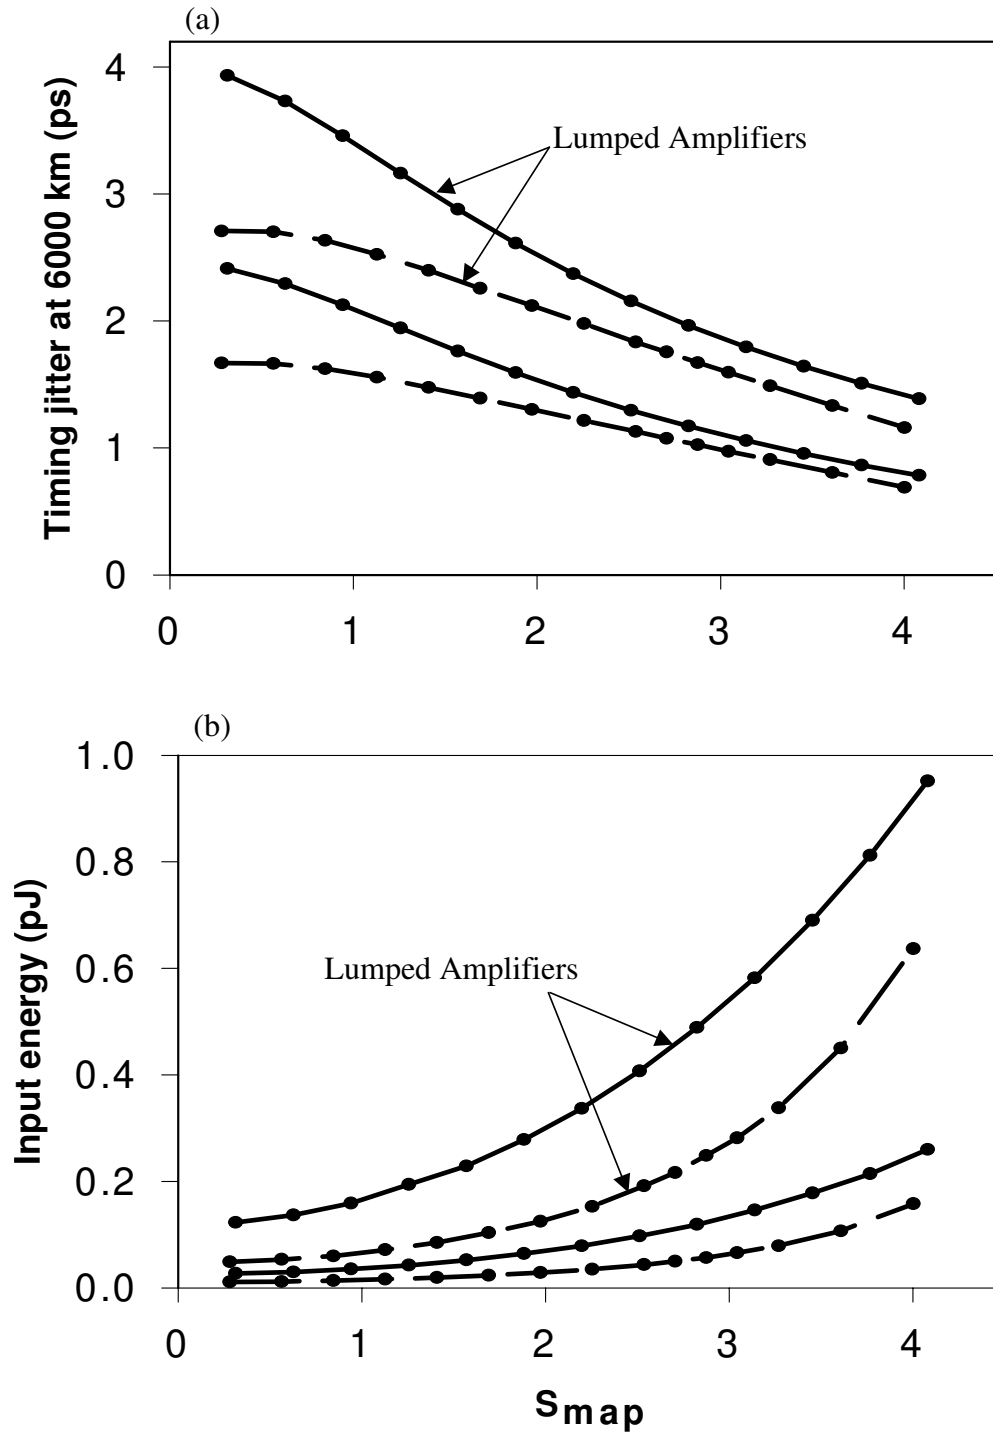 (a)
Timing jitter at 6000 km (ps)
4
3
2
1
0
Lumped Amplifiers
0 1 2 3 4
(b)
Input energy (pJ)
1.0
0.8
0.6
0.4
0.2
0.0
Lumped Amplifiers
0 1 2 3 4
Smap